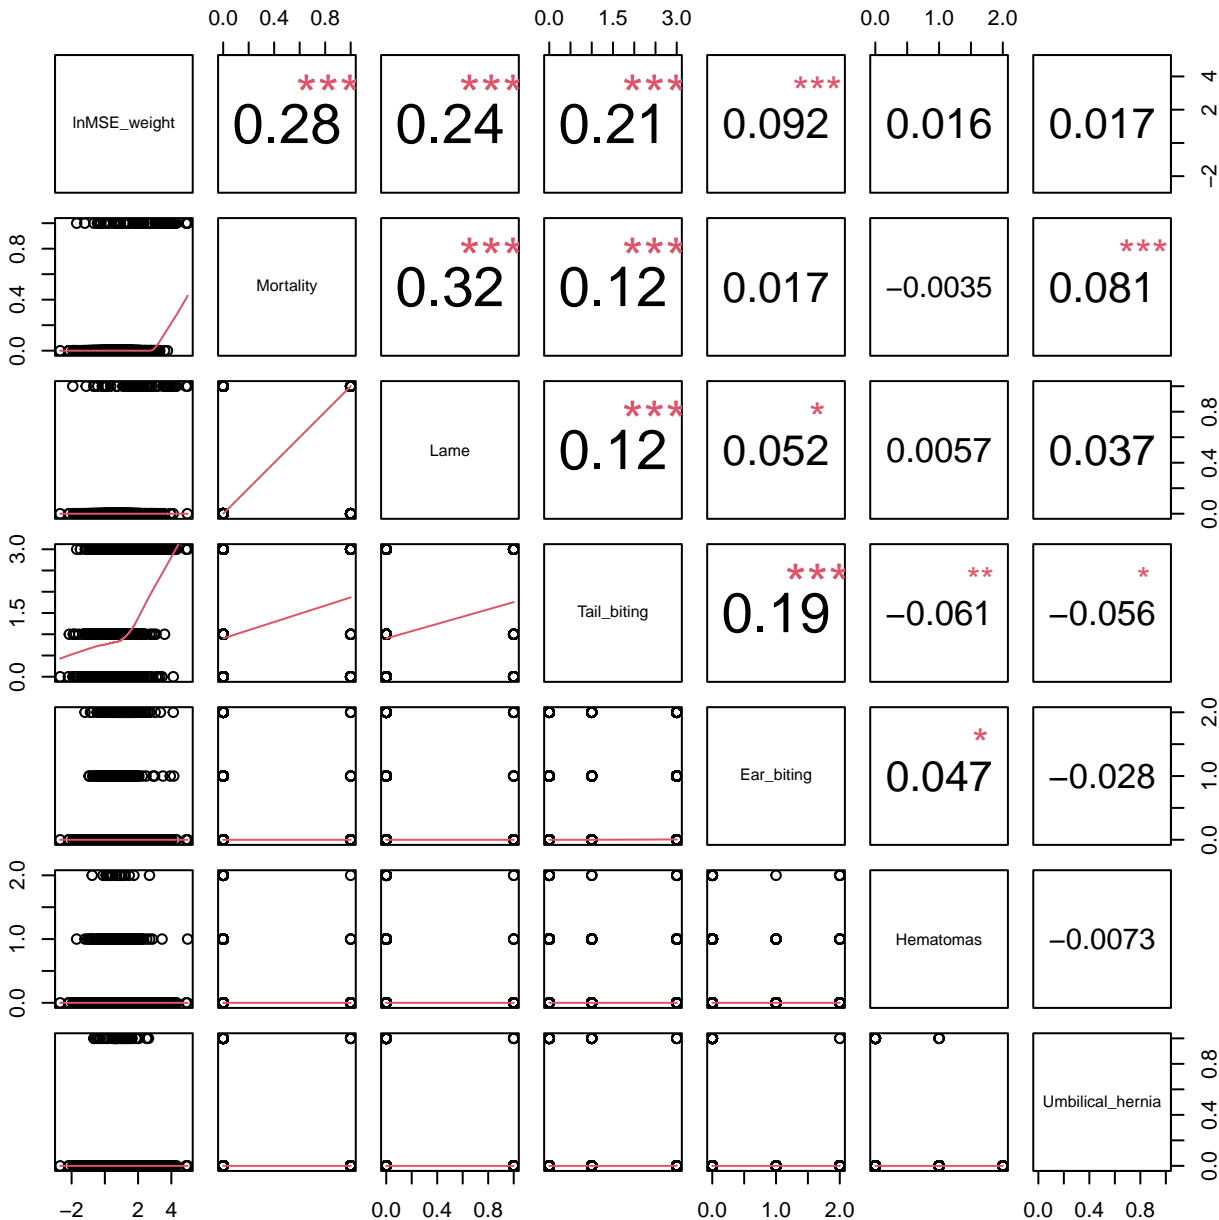 0.0 0.8 0.0 1.5 3.0 0.0 1.0 2.0
*** *** *** ***
lnMSE_weight 0.28 0.24 0.21 0.092 0.016 0.017 −2 2 4
*** *** ***
0.0 0.4 0.8 Mortality 0.32 0.12 0.017 −0.0035 0.081
*** *
Lame 0.12 0.052 0.0057 0.037 0.0 0.4 0.8
*** ** *
0.0 1.5 3.0 Tail_biting 0.19 −0.061 −0.056
*
Ear_biting 0.047 −0.028 0.0 1.0 2.0
0.0 1.0 2.0 Hematomas −0.0073
Umbilical_hernia 0.0 0.4 0.8
−2 2 4 0.0 0.8 0.0 1.0 2.0 0.0 0.8